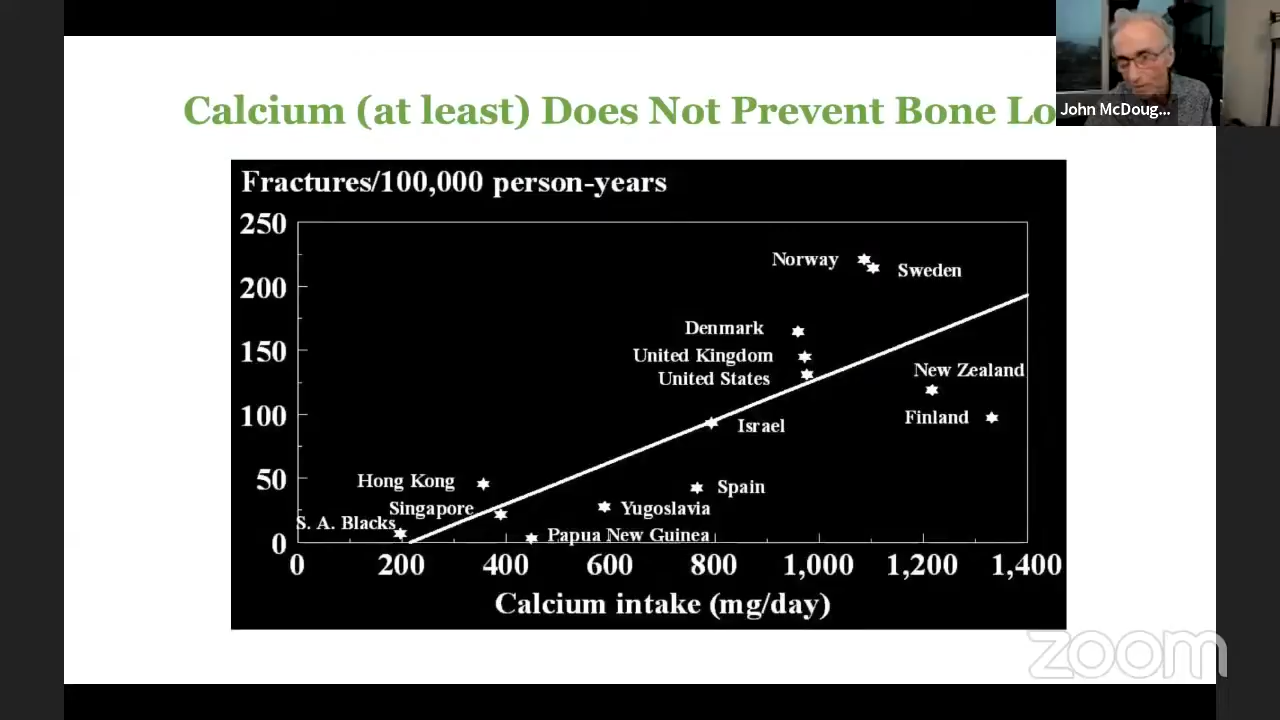 Calcium (at least) Does Not Prevent Bone Lo
John McDoug...
Fractures/100,000 person-years
250
200
150
100
50
0
Norway
Sweden
Denmark
United Kingdom
United States
New Zealand
Finland
Israel
Hong Kong
Spain
Singapore
Yugoslavia
S. A. Blacks
Papua New Guinea
0 200 400 600 800 1,000 1,200 1,400
Calcium intake (mg/day)
zoom